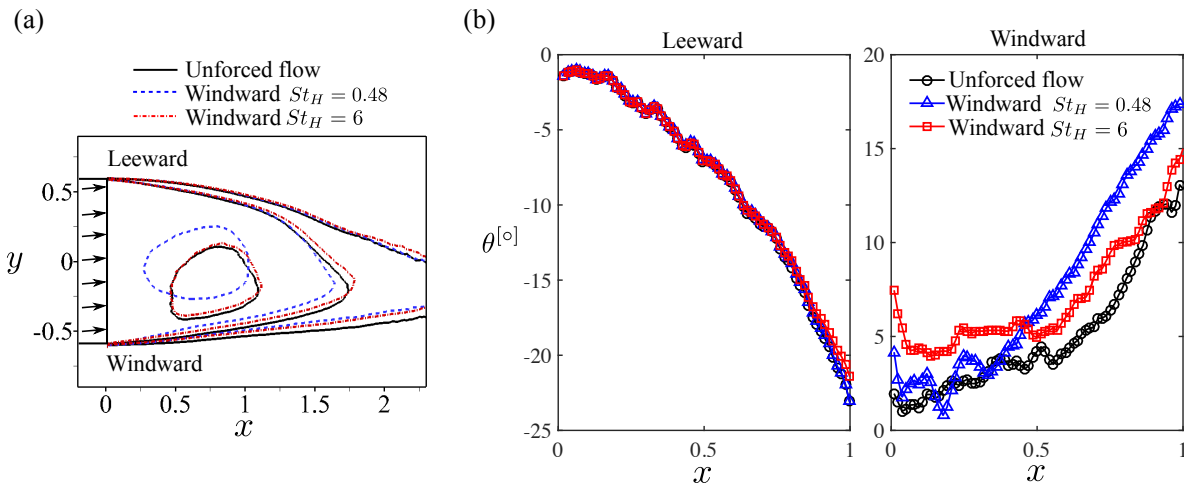 (a)
Unforced flow
Windward St_H = 0.48
Windward St_H = 6
Leeward
Windward
y
0.5
0
-0.5
0 0.5 1 1.5 2
x
(b)
Leeward
θ[∘]
0
-5
-10
-15
-20
-25
0 0.5 1
x
Windward
Unforced flow
Windward St_H = 0.48
Windward St_H = 6
20
15
10
5
0
0 0.5 1
x